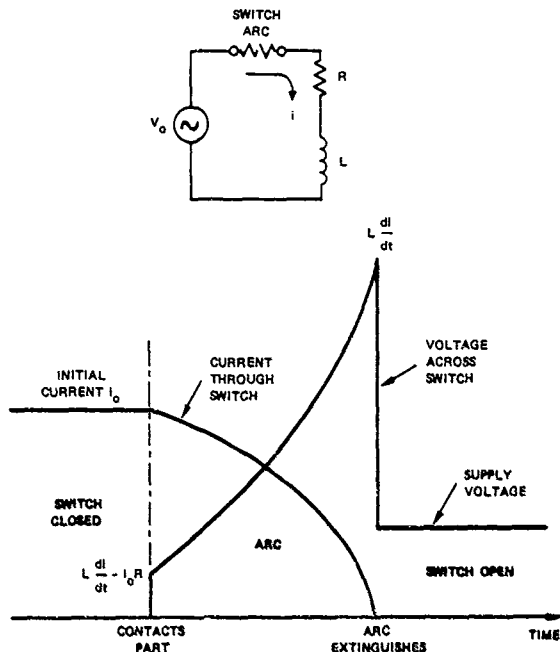 SWITCH
ARC
R
i
V₀
L
L di/dt
VOLTAGE
ACROSS
SWITCH
INITIAL
CURRENT i₀
CURRENT
THROUGH
SWITCH
SUPPLY
VOLTAGE
SWITCH
CLOSED
ARC
L di/dt - i₀R
SWITCH OPEN
CONTACTS
PART
ARC
EXTINGUISHES
TIME